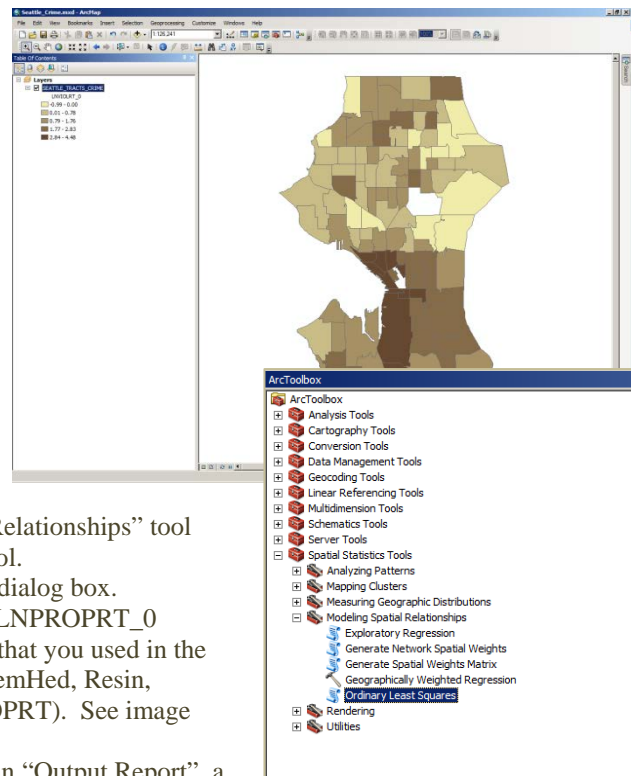 Seattle_Crime.mxd - ArcMap
File Edit View Bookmarks Insert Selection Geoprocessing Customize Windows Help
1:126,241
Table Of Contents
Layers
SEATTLE_TRACTS_CRIME
LNVIOLRT_0
-0.99 - 0.00
0.01 - 0.78
0.79 - 1.76
1.77 - 2.83
2.84 - 4.48
Search
ArcToolbox
ArcToolbox
Analysis Tools
Cartography Tools
Conversion Tools
Data Management Tools
Geocoding Tools
Linear Referencing Tools
Multidimension Tools
Schematics Tools
Server Tools
Spatial Statistics Tools
Analyzing Patterns
Mapping Clusters
Measuring Geographic Distributions
Modeling Spatial Relationships
Exploratory Regression
Generate Network Spatial Weights
Generate Spatial Weights Matrix
Geographically Weighted Regression
Ordinary Least Squares
Rendering
Utilities
Relationships” tool
ol.
dialog box.
LNPROPRT_0
that you used in the
emHed, Resin,
OPRT). See image
n “Output Report”, a